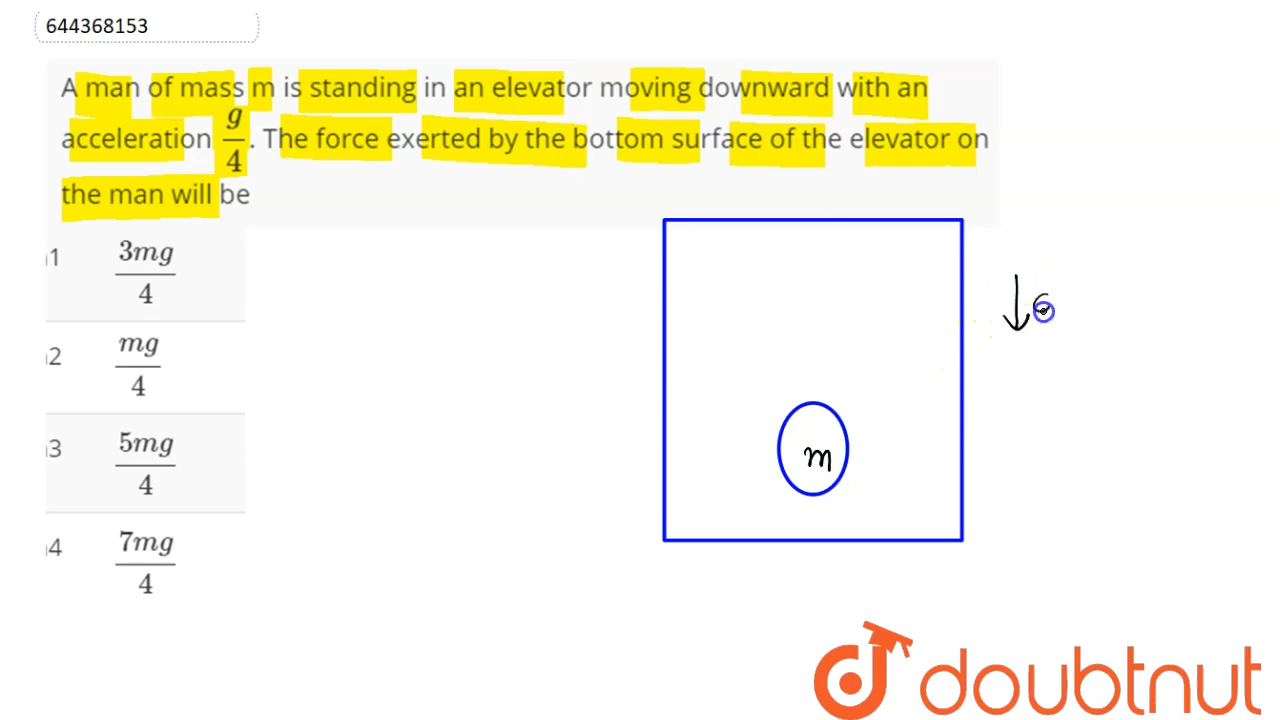 644368153
A man of mass m is standing in an elevator moving downward with an
acceleration g/4. The force exerted by the bottom surface of the elevator on
the man will be
1 3mg/4
2 mg/4
3 5mg/4
4 7mg/4
m
doubtnut